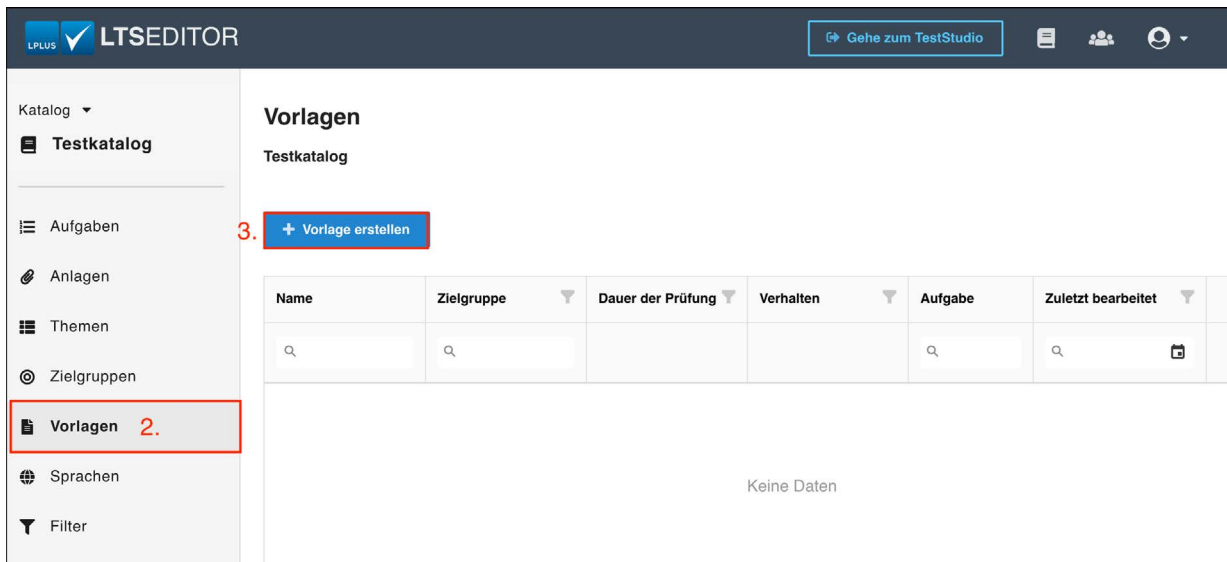 LPLUS LTSEDITOR
Gehe zum TestStudio
Katalog
Testkatalog
Aufgaben
Anlagen
Themen
Zielgruppen
Vorlagen 2.
Sprachen
Filter
Vorlagen
Testkatalog
3. + Vorlage erstellen
Name Zielgruppe Dauer der Prüfung Verhalten Aufgabe Zuletzt bearbeitet
Keine Daten